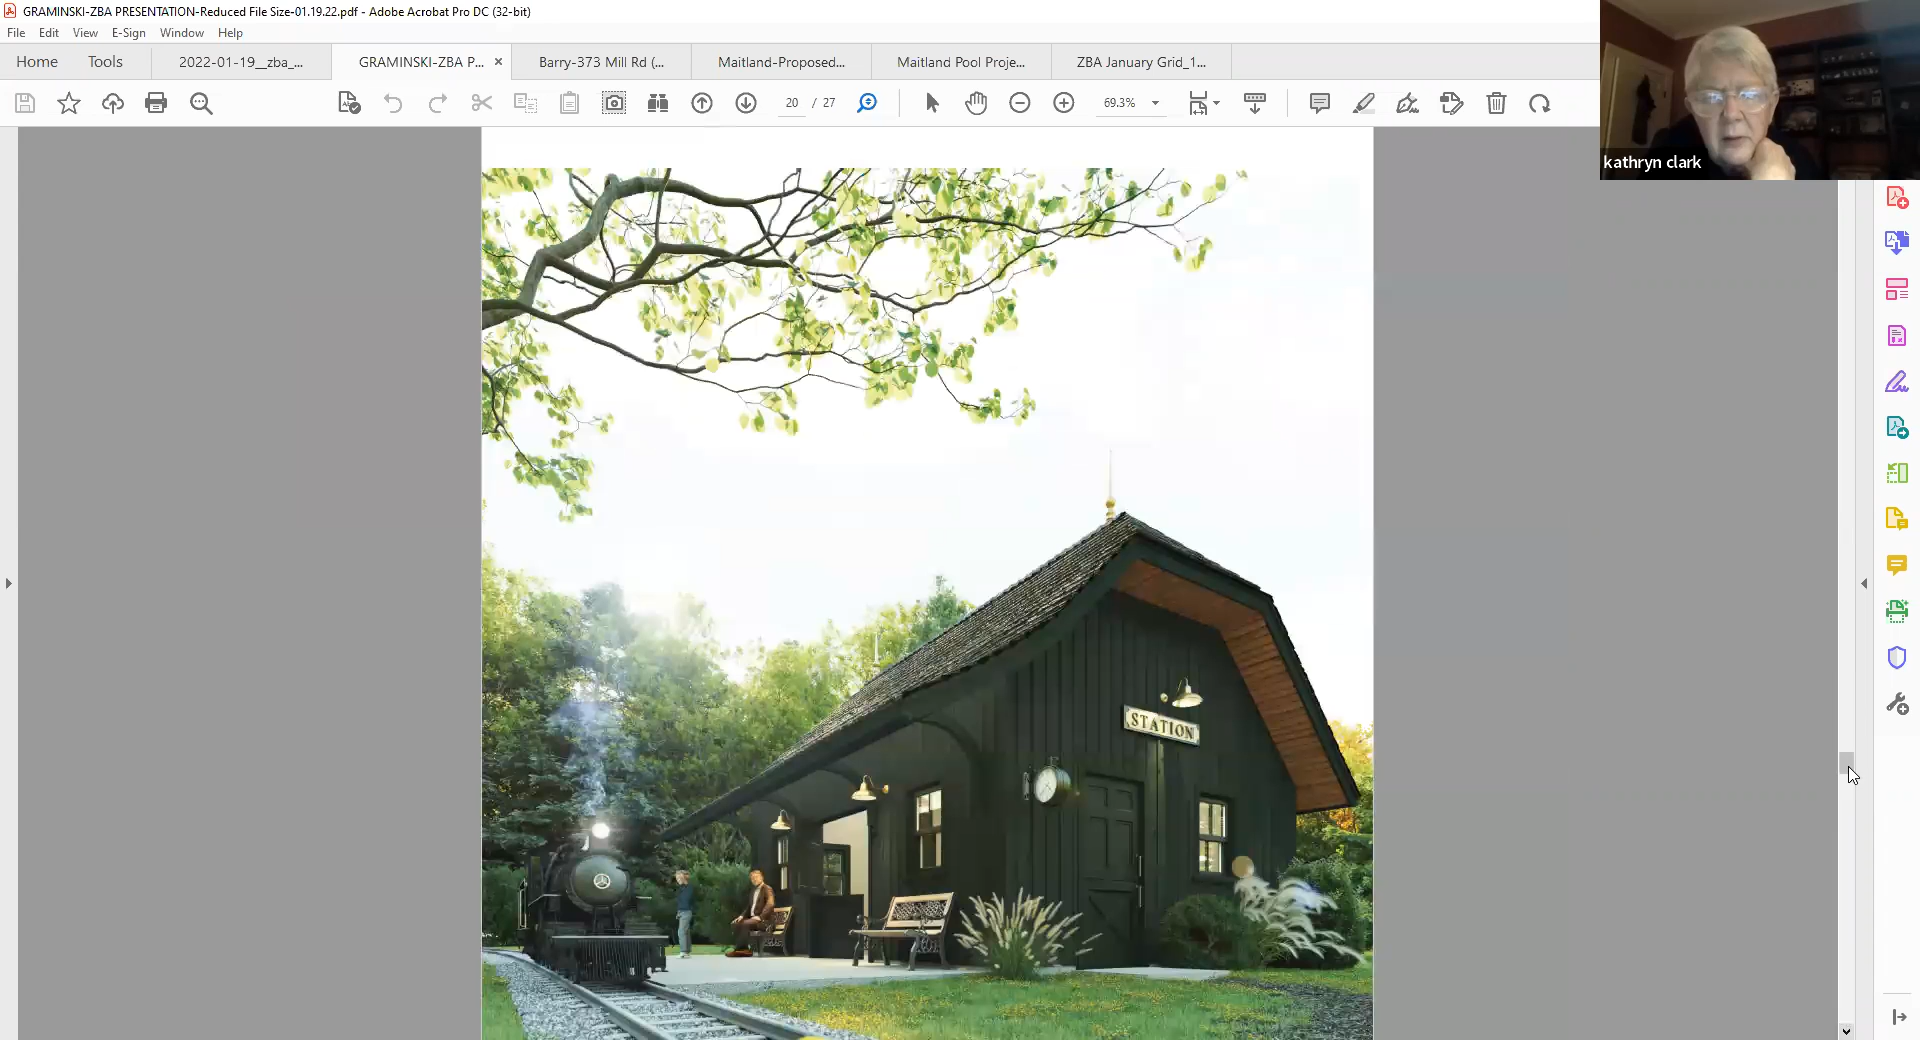 GRAMINSKI-ZBA PRESENTATION-Reduced File Size-01.19.22.pdf - Adobe Acrobat Pro DC (32-bit)
File Edit View E-Sign Window Help
Home Tools 2022-01-19__zba_... GRAMINSKI-ZBA P... Barry-373 Mill Rd (... Maitland-Proposed... Maitland Pool Proje... ZBA January Grid_1...
20 / 27 69.3%
kathryn clark
STATION